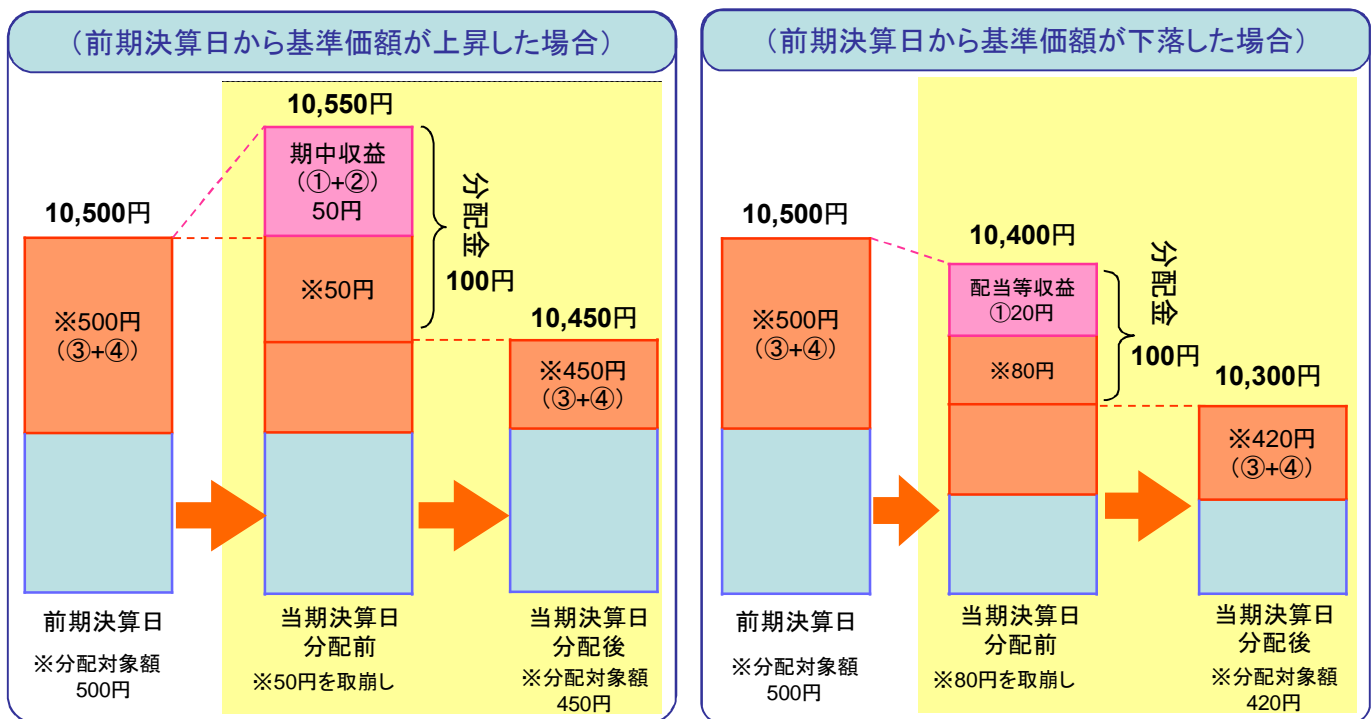 （前期決算日から基準価額が上昇した場合）
10,550円
期中収益
（①+②）
50円
分配金
100円
10,500円
※500円
（③+④）
※50円
10,450円
※450円
（③+④）
前期決算日
※分配対象額
500円
当期決算日
分配前
※50円を取崩し
当期決算日
分配後
※分配対象額
450円
（前期決算日から基準価額が下落した場合）
10,500円
※500円
（③+④）
10,400円
配当等収益
①20円
※80円
分配金
100円
10,300円
※420円
（③+④）
前期決算日
※分配対象額
500円
当期決算日
分配前
※80円を取崩し
当期決算日
分配後
※分配対象額
420円